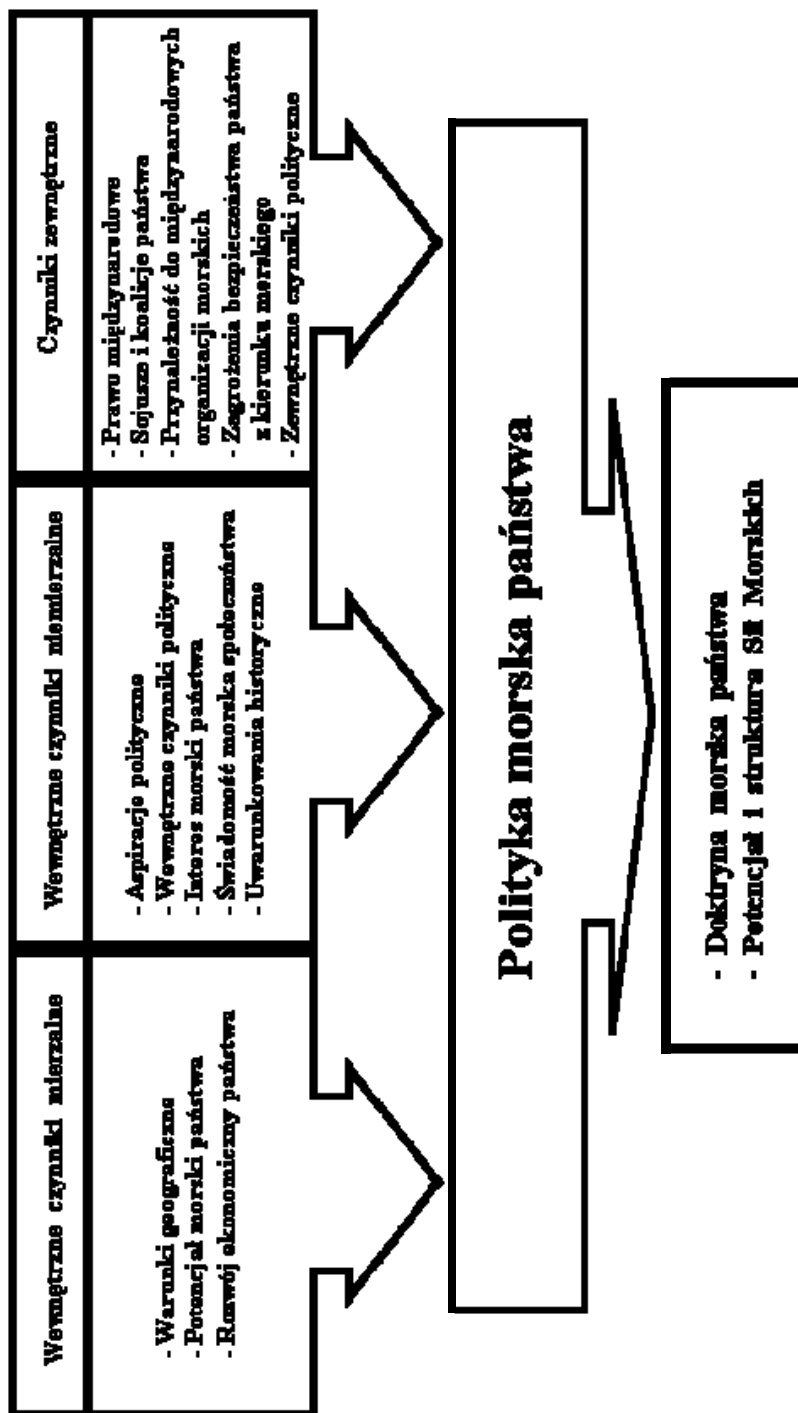 Wewnętrzne czynniki mierzalne
- Warunki geograficzne
- Potencjał morski państwa
- Rozwój ekonomiczny państwa
Wewnętrzne czynniki niemierzalne
- Aspiracje polityczne
- Wewnętrzne czynniki polityczne
- Interes morski państwa
- Świadomość morska społeczeństwa
- Uwarunkowania historyczne
Czynniki zewnętrzne
- Prawo międzynarodowe
- Sojusze i koalicje państwa
- Przynależność do międzynarodowych
organizacji morskich
- Zagrożenia bezpieczeństwa państwa
z kierunku morskiego
- Zewnętrzne czynniki polityczne
Polityka morska państwa
- Doktryna morska państwa
- Potencjał i struktura Sił Morskich